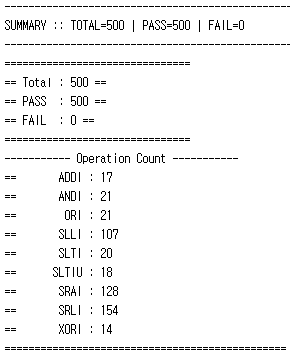 ------------------------------------------------
SUMMARY :: TOTAL=500 | PASS=500 | FAIL=0
------------------------------------------------
===============================
== Total : 500 ==
== PASS  : 500 ==
== FAIL  : 0 ==
===============================
----------- Operation Count -----------
==       ADDI : 17
==       ANDI : 21
==        ORI : 21
==       SLLI : 107
==       SLTI : 20
==      SLTIU : 18
==       SRAI : 128
==       SRLI : 154
==       XORI : 14
===============================================